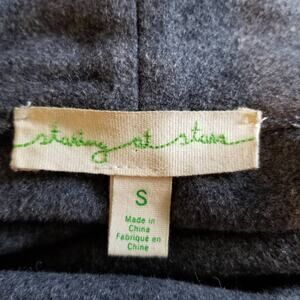 staring at stars
S
Made in
China
Fabriqué en
Chine